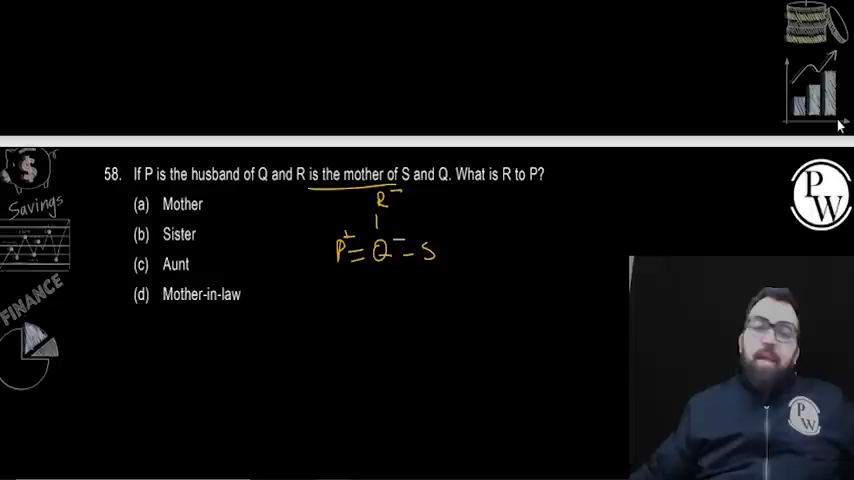 58. If P is the husband of Q and R is the mother of S and Q. What is R to P?
(a) Mother
(b) Sister
(c) Aunt
(d) Mother-in-law
R-
P+ = Q- - S
$
Savings
FINANCE
PW
PW